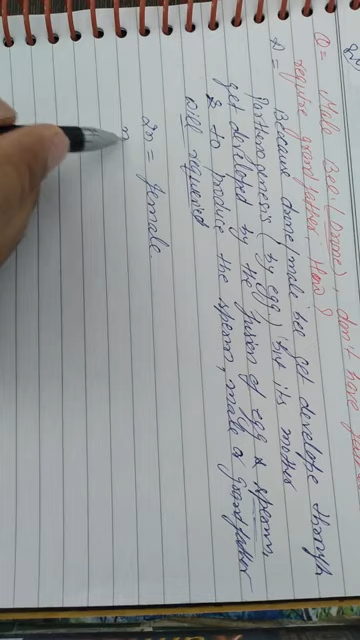 Q = Male Bee (Drone), don't have
require grandfather. How?
A = Because drone/male bee get develope through
Parthenogenesis (by egg) but its mother
get developed by the fusion of egg & sperm
& to produce the sperm, male or grandfather
will required
2n = female
n